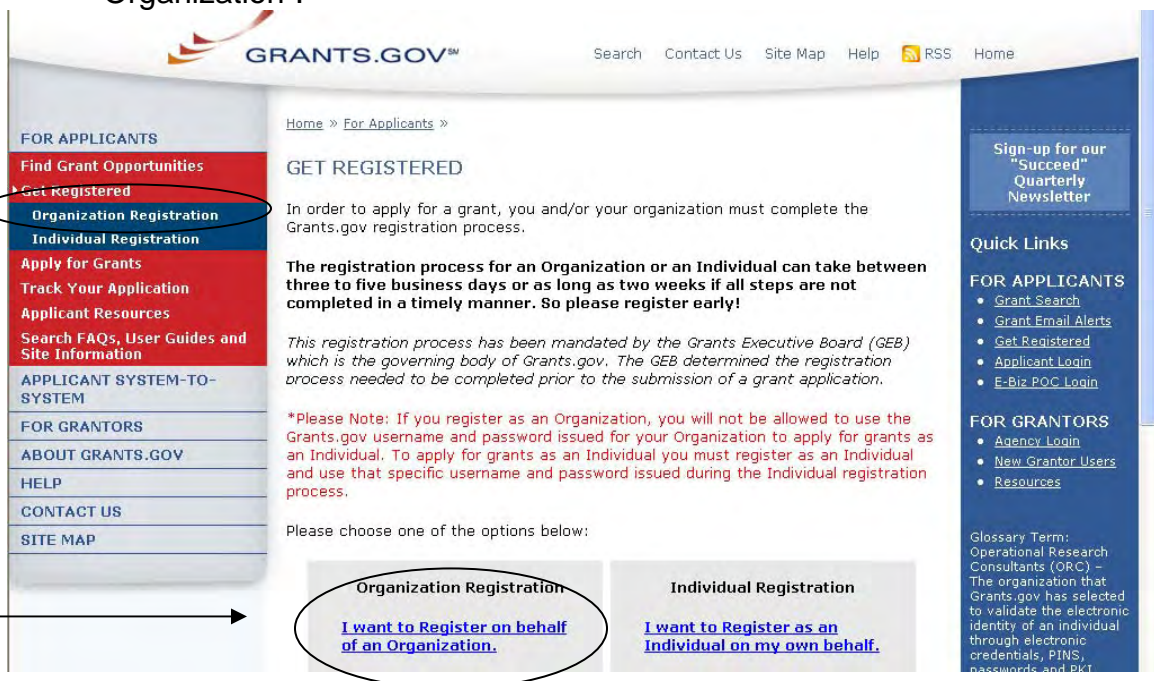 Organization".
GRANTS.GOV℠
Search Contact Us Site Map Help RSS Home
FOR APPLICANTS
Find Grant Opportunities
Get Registered
Organization Registration
Individual Registration
Apply for Grants
Track Your Application
Applicant Resources
Search FAQs, User Guides and
Site Information
APPLICANT SYSTEM-TO-
SYSTEM
FOR GRANTORS
ABOUT GRANTS.GOV
HELP
CONTACT US
SITE MAP
Home » For Applicants »
GET REGISTERED
In order to apply for a grant, you and/or your organization must complete the
Grants.gov registration process.
The registration process for an Organization or an Individual can take between
three to five business days or as long as two weeks if all steps are not
completed in a timely manner. So please register early!
This registration process has been mandated by the Grants Executive Board (GEB)
which is the governing body of Grants.gov. The GEB determined the registration
process needed to be completed prior to the submission of a grant application.
*Please Note: If you register as an Organization, you will not be allowed to use the
Grants.gov username and password issued for your Organization to apply for grants as
an Individual. To apply for grants as an Individual you must register as an Individual
and use that specific username and password issued during the Individual registration
process.
Please choose one of the options below:
Organization Registration
I want to Register on behalf
of an Organization.
Individual Registration
I want to Register as an
Individual on my own behalf.
Sign-up for our
"Succeed"
Quarterly
Newsletter
Quick Links
FOR APPLICANTS
Grant Search
Grant Email Alerts
Get Registered
Applicant Login
E-Biz POC Login
FOR GRANTORS
Agency Login
New Grantor Users
Resources
Glossary Term:
Operational Research
Consultants (ORC) –
The organization that
Grants.gov has selected
to validate the electronic
identity of an individual
through electronic
credentials, PINS,
passwords and PKI